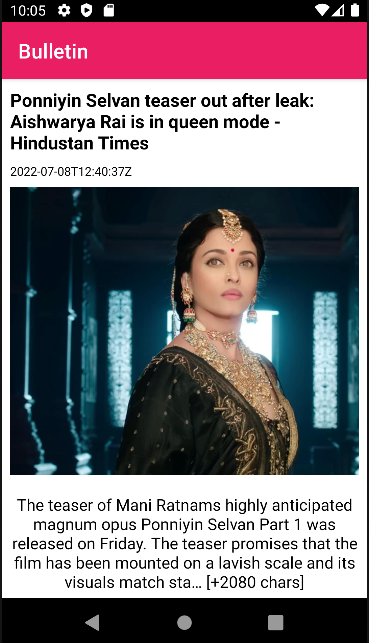 10:05
Bulletin
Ponniyin Selvan teaser out after leak:
Aishwarya Rai is in queen mode -
Hindustan Times
2022-07-08T12:40:37Z
The teaser of Mani Ratnams highly anticipated
magnum opus Ponniyin Selvan Part 1 was
released on Friday. The teaser promises that the
film has been mounted on a lavish scale and its
visuals match sta… [+2080 chars]